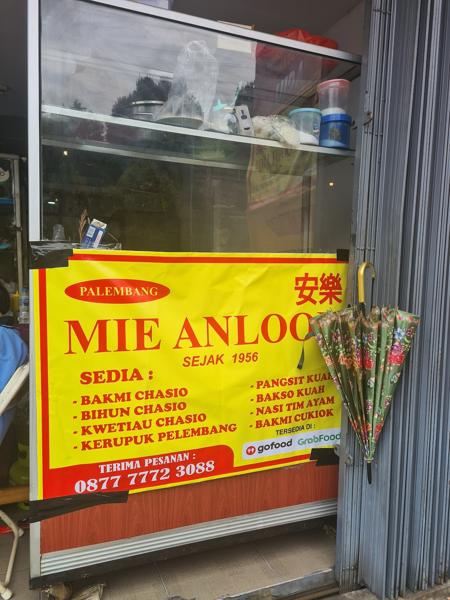 PALEMBANG
安樂
MIE ANLOO
SEJAK 1956
SEDIA :
- BAKMI CHASIO
- BIHUN CHASIO
- KWETIAU CHASIO
- KERUPUK PELEMBANG
- PANGSIT KUAH
- BAKSO KUAH
- NASI TIM AYAM
- BAKMI CUKIOK
TERSEDIA DI :
gofood GrabFood
TERIMA PESANAN :
0877 7772 3088